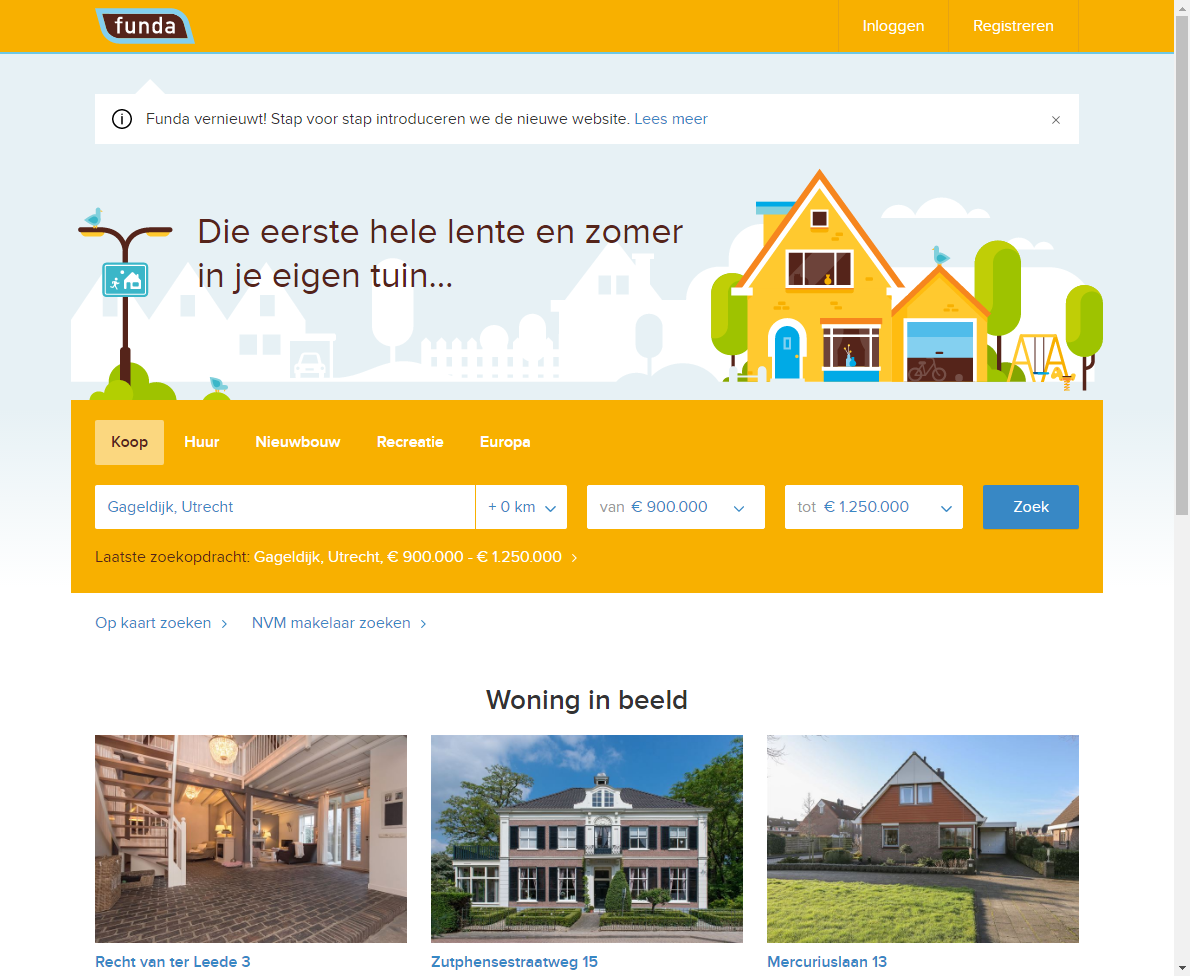 funda
Inloggen
Registreren
Funda vernieuwt! Stap voor stap introduceren we de nieuwe website. Lees meer
Die eerste hele lente en zomer
in je eigen tuin...
Koop
Huur
Nieuwbouw
Recreatie
Europa
Gageldijk, Utrecht
+ 0 km
van € 900.000
tot € 1.250.000
Zoek
Laatste zoekopdracht: Gageldijk, Utrecht, € 900.000 - € 1.250.000
Op kaart zoeken
NVM makelaar zoeken
Woning in beeld
Recht van ter Leede 3
Zutphensestraatweg 15
Mercuriuslaan 13